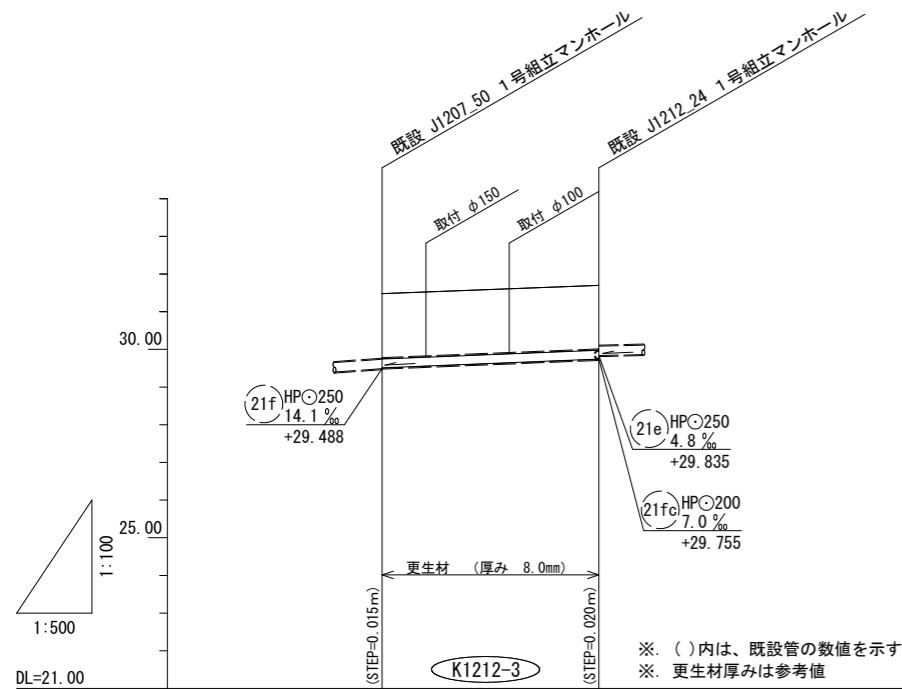 既設 J1207_50 1号組立マンホール
既設 J1212_24 1号組立マンホール
取付 φ150
取付 φ100
30.00
21f
HP⊙250
14.1 ‰
+29.488
21e
HP⊙250
4.8 ‰
+29.835
21fc
HP⊙200
7.0 ‰
+29.755
25.00
1:100
1:500
更生材 (厚み 8.0mm)
(STEP=0.015m)
(STEP=0.020m)
K1212-3
DL=21.00
※. ( )内は、既設管の数値を示す
※. 更生材厚みは参考値